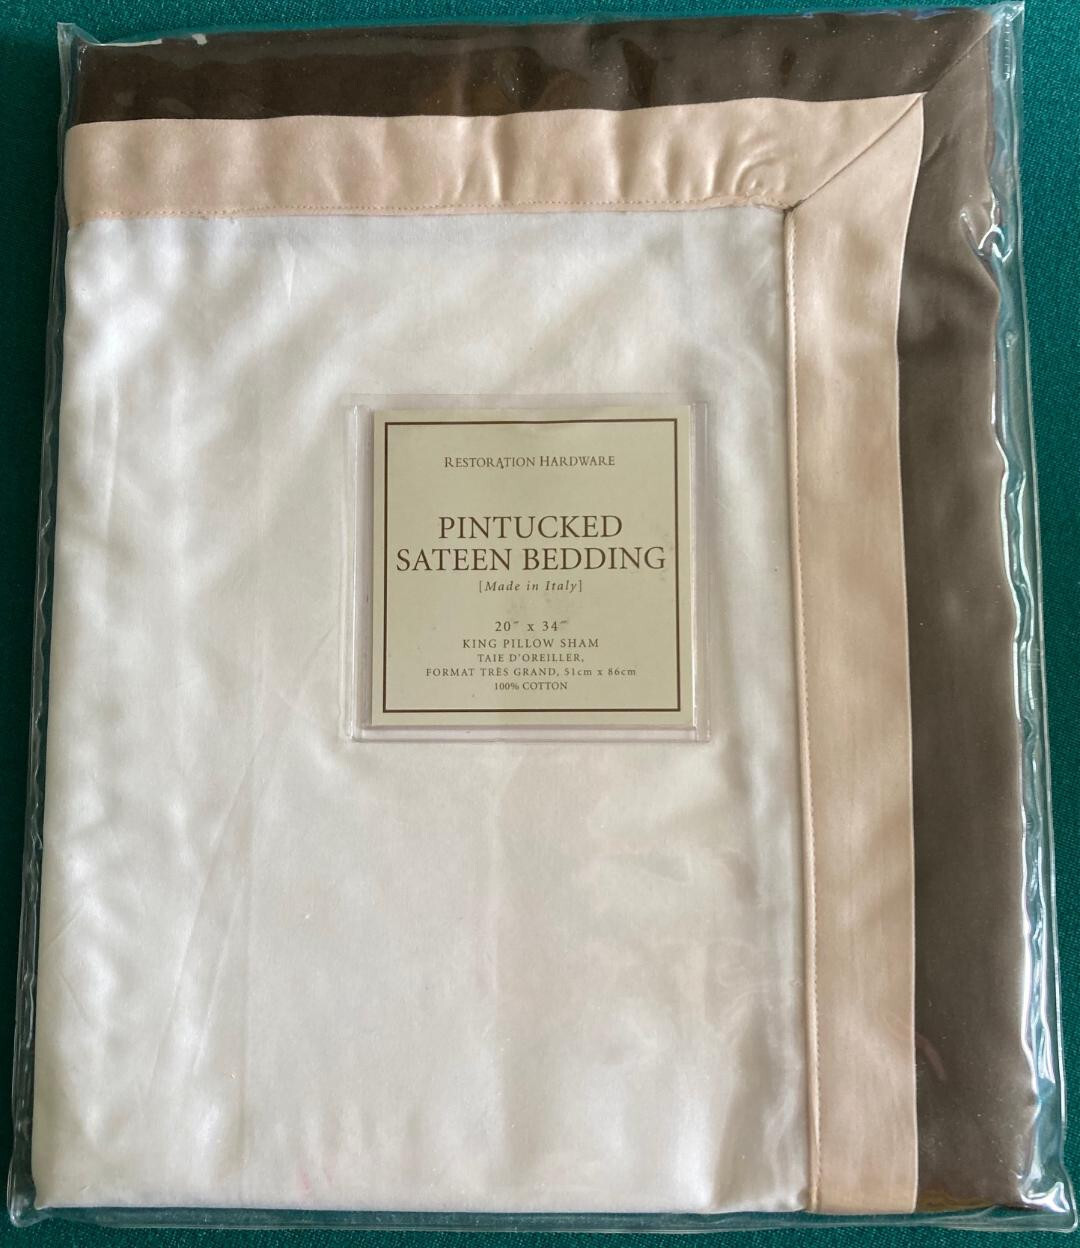 RESTORATION HARDWARE
PINTUCKED
SATEEN BEDDING
[Made in Italy]
20″ x 34″
KING PILLOW SHAM
TAIE D'OREILLER,
FORMAT TRÈS GRAND, 51cm x 86cm
100% COTTON